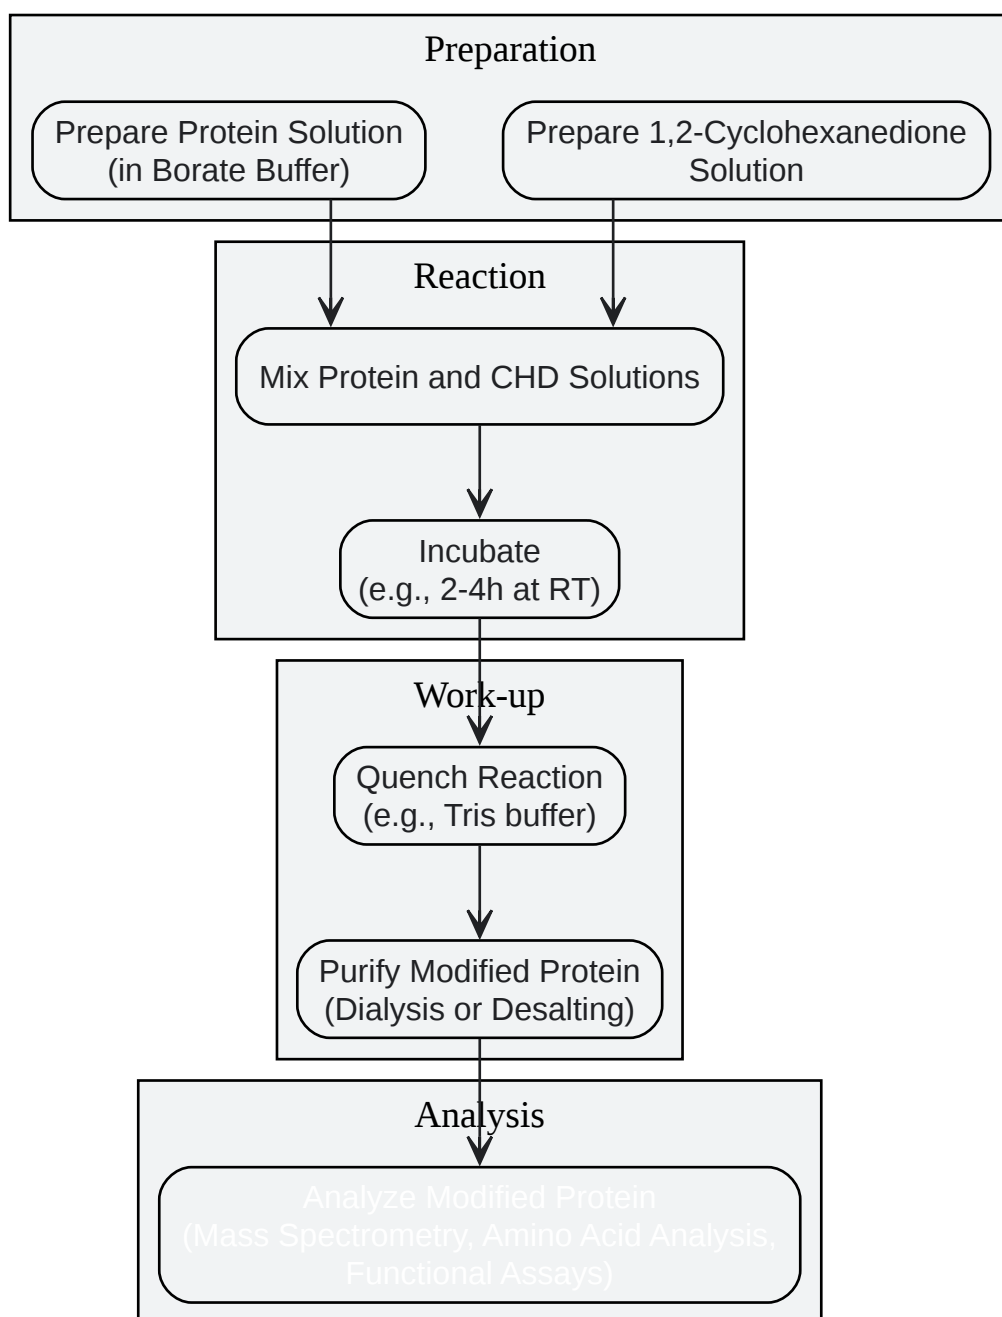 Preparation
Prepare Protein Solution
(in Borate Buffer)
Prepare 1,2-Cyclohexanedione
Solution
Reaction
Mix Protein and CHD Solutions
Incubate
(e.g., 2-4h at RT)
Work-up
Quench Reaction
(e.g., Tris buffer)
Purify Modified Protein
(Dialysis or Desalting)
Analysis
Analyze Modified Protein
(Mass Spectrometry, Amino Acid Analysis,
Functional Assays)